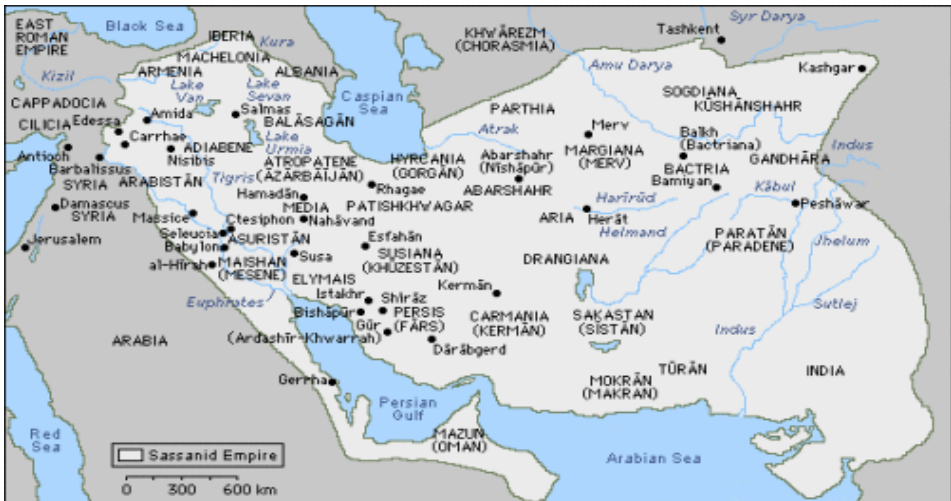 EAST
ROMAN
EMPIRE
Black Sea
IBERIA
Kura
MACHELONIA
ARMENIA
ALBANIA
Kizil
Lake
Van
Lake
Sevan
CAPPADOCIA
CILICIA
Edessa
Amida
Salmas
BALĀSAGĀN
Carrhae
ADIABENE
Nisibis
Lake
Urmia
Antioch
Barbalissus
SYRIA
ARABISTĀN
Tigris
ATROPATENE
(ĀZĀRBĀIJĀN)
Caspian
Sea
KHWĀREZM
(CHORASMIA)
Tashkent
Syr Darya
Kashgar
Amu Darya
SOGDIANA
KŪSHĀNSHAHR
PARTHIA
Atrak
Merv
MARGIANA
(MERV)
Balkh
(Bactriana)
BACTRIA
Bamiyan
GANDHĀRA
Indus
HYRCANIA
(GORGĀN)
Abarshahr
(Nīshāpūr)
ABARSHAHR
Rhagae
Hamadān
MEDIA
PATISHKHWAGAR
Nahāvand
Damascus
SYRIA
Massice
Ctesiphon
Seleucia
ASURISTĀN
Babylon
Jerusalem
al-Hīrsh
MAISHAN
(MESENE)
Susa
Esfahān
SUSIANA
(KHŪZESTĀN)
ELYMAIS
ARIA
Herāt
Harīrūd
Helmand
Kābul
Peshāwar
PARATĀN
(PARADENE)
Jhelum
DRANGIANA
Kermān
Istakhr
Shīrāz
Bishāpūr
PERSIS
(FĀRS)
Gūr
(Ardashīr-Khwarrah)
Dārābgerd
CARMANIA
(KERMĀN)
SAKASTAN
(SĪSTĀN)
Sutlej
Indus
Euphrates
ARABIA
Gerrha
Persian
Gulf
MOKRĀN
(MAKRAN)
TŪRĀN
INDIA
MAZUN
(OMAN)
Arabian Sea
Red
Sea
Sassanid Empire
0 300 600 km